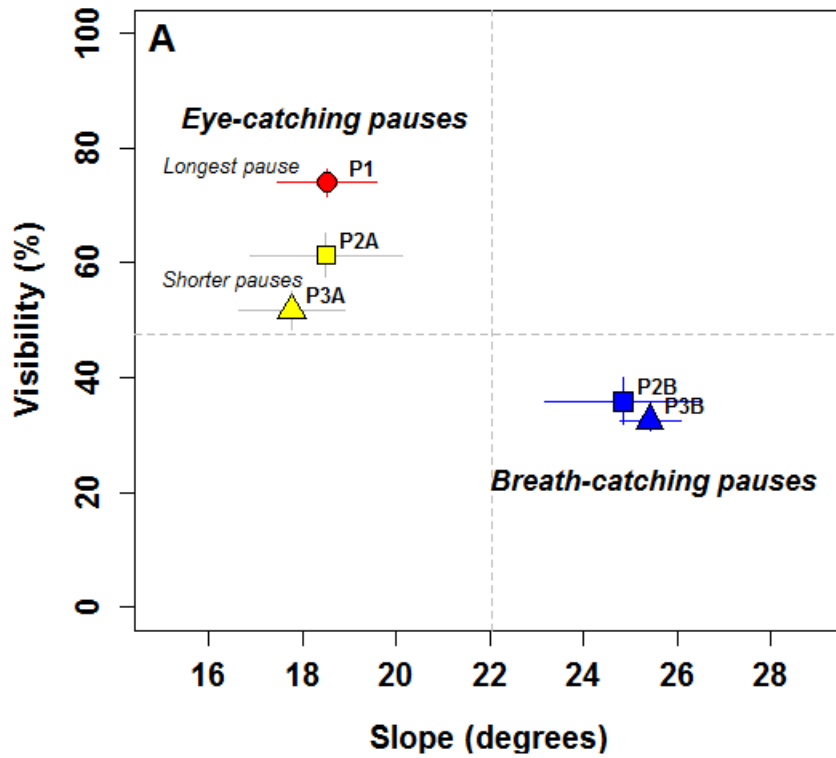 A
Eye-catching pauses
Longest pause
P1
P2A
Shorter pauses
P3A
P2B
P3B
Breath-catching pauses
100
80
60
40
20
0
Visibility (%)
16 18 20 22 24 26 28
Slope (degrees)